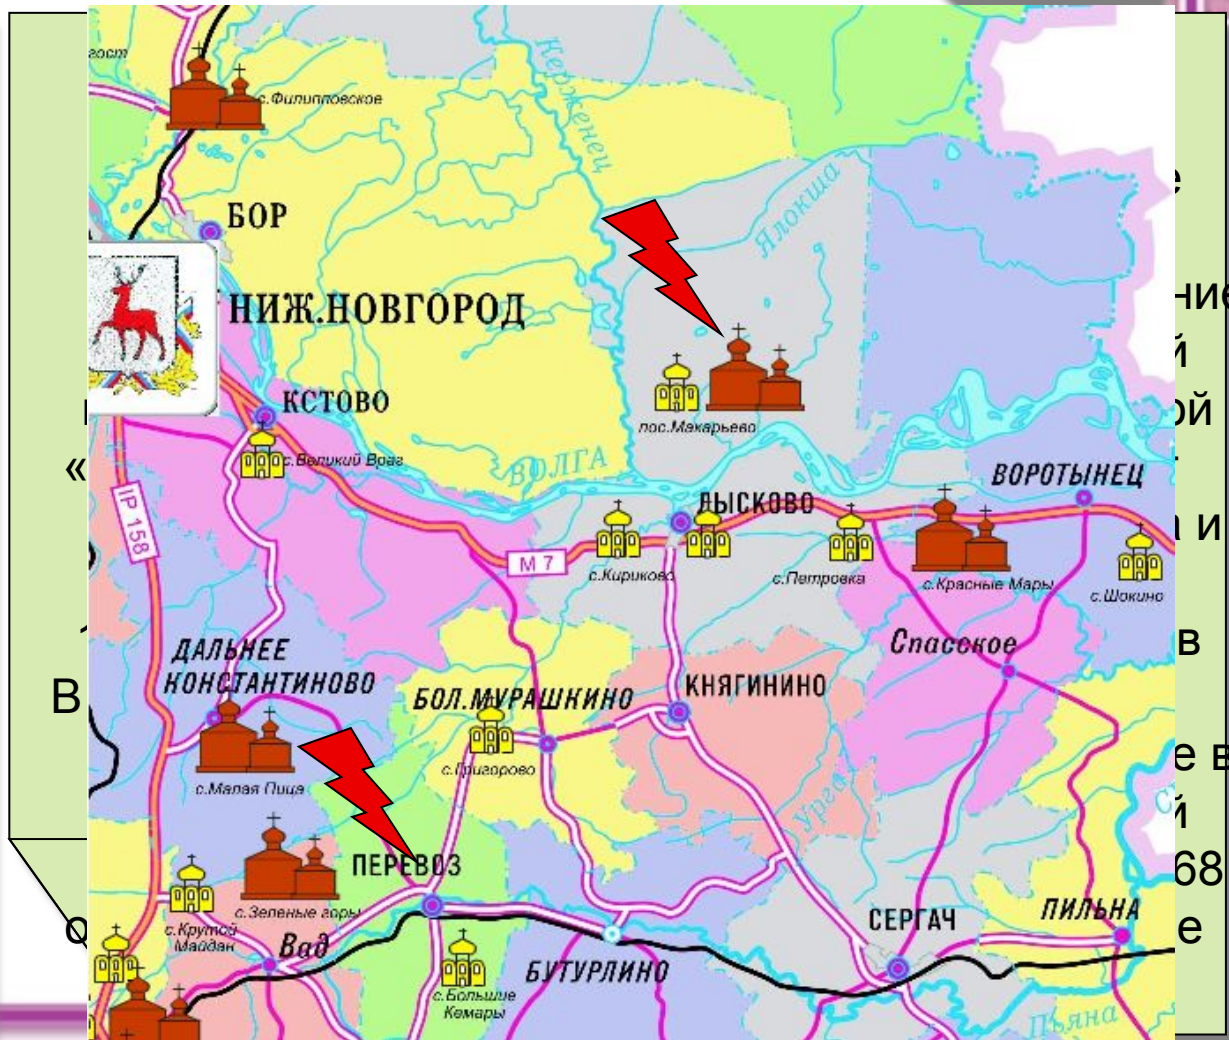 гост
с.Филипповское
Керженец
Ялокша
БОР
НИЖ.НОВГОРОД
КСТОВО
с.Великий Враг
ВОЛГА
пос.Макарьево
ЛЫСКОВО
ВОРОТЫНЕЦ
IP 158
М 7
с.Кириково
с.Петровка
с.Красные Мары
с.Шокино
ДАЛЬНЕЕ
КОНСТАНТИНОВО
БОЛ.МУРАШКИНО
КНЯГИНИНО
Спасское
с.Григорово
с.Малая Пица
Урга
ПЕРЕВОЗ
с.Зеленые горы
с.Крутой
Майдан
Вад
БУТУРЛИНО
СЕРГАЧ
ПИЛЬНА
с.Большие
Кемары
Пьяна
е
ние
й
ой
«
а и
в
В
е в
й
68
о
е